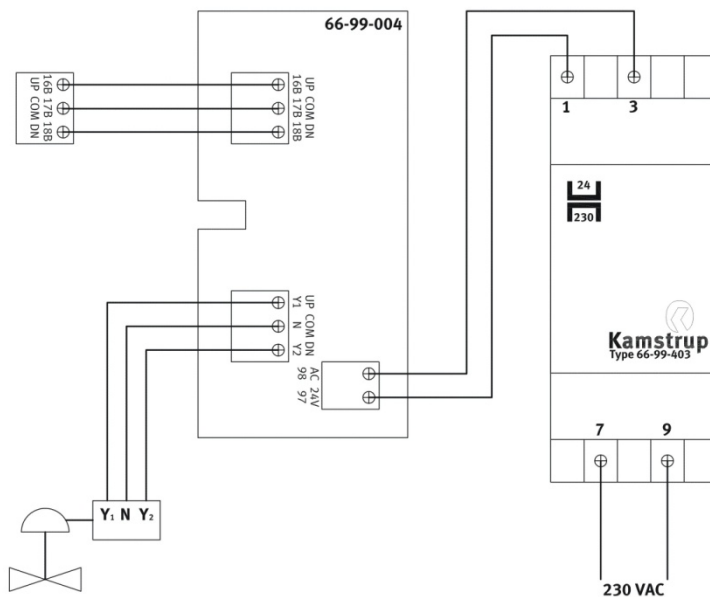 66-99-004
16B 17B 18B
UP COM DN
UP COM DN
16B 17B 18B
UP COM DN
Y1 N Y2
AC 24V
98 97
Y₁ N Y₂
1 3
24
230
Kamstrup
Type 66-99-403
7 9
230 VAC